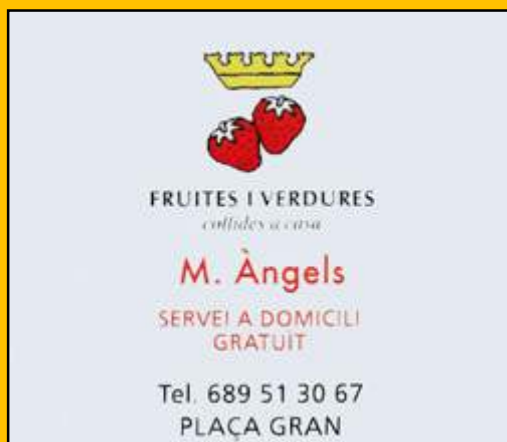 FRUITES I VERDURES
collides a casa
M. Àngels
SERVEI A DOMICILI
GRATUIT
Tel. 689 51 30 67
PLAÇA GRAN